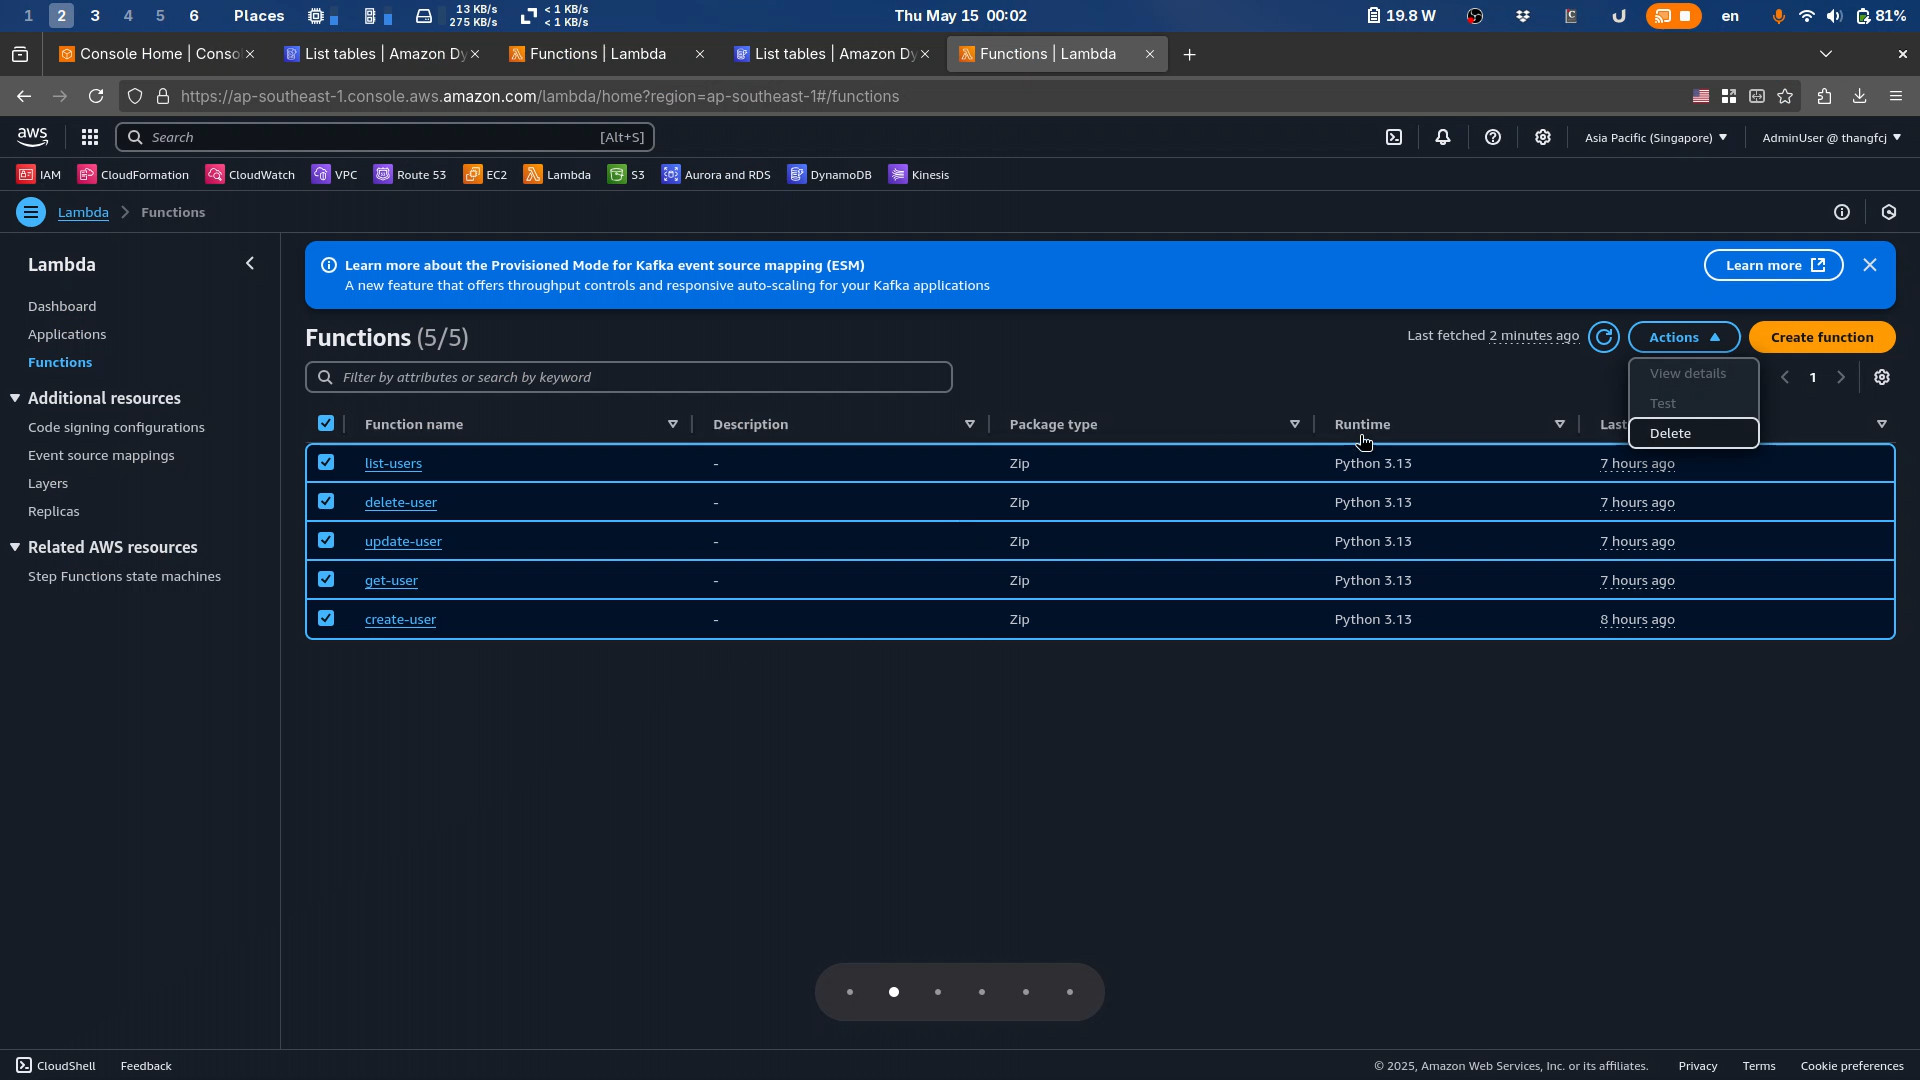 1 2 3 4 5 6 Places 13 KB/s 275 KB/s < 1 KB/s < 1 KB/s Thu May 15 00:02 19.8 W en 81%
Console Home | Conso List tables | Amazon Dy Functions | Lambda List tables | Amazon Dy Functions | Lambda
https://ap-southeast-1.console.aws.amazon.com/lambda/home?region=ap-southeast-1#/functions
aws Search [Alt+S] Asia Pacific (Singapore) AdminUser @ thangfcj
IAM CloudFormation CloudWatch VPC Route 53 EC2 Lambda S3 Aurora and RDS DynamoDB Kinesis
Lambda Functions
Lambda
Dashboard
Applications
Functions
Additional resources
Code signing configurations
Event source mappings
Layers
Replicas
Related AWS resources
Step Functions state machines
Learn more about the Provisioned Mode for Kafka event source mapping (ESM)
A new feature that offers throughput controls and responsive auto-scaling for your Kafka applications
Learn more
Functions (5/5)
Last fetched 2 minutes ago Actions Create function
Filter by attributes or search by keyword
1
View details
Test
Delete
Function name Description Package type Runtime Last
list-users - Zip Python 3.13 7 hours ago
delete-user - Zip Python 3.13 7 hours ago
update-user - Zip Python 3.13 7 hours ago
get-user - Zip Python 3.13 7 hours ago
create-user - Zip Python 3.13 8 hours ago
CloudShell Feedback © 2025, Amazon Web Services, Inc. or its affiliates. Privacy Terms Cookie preferences